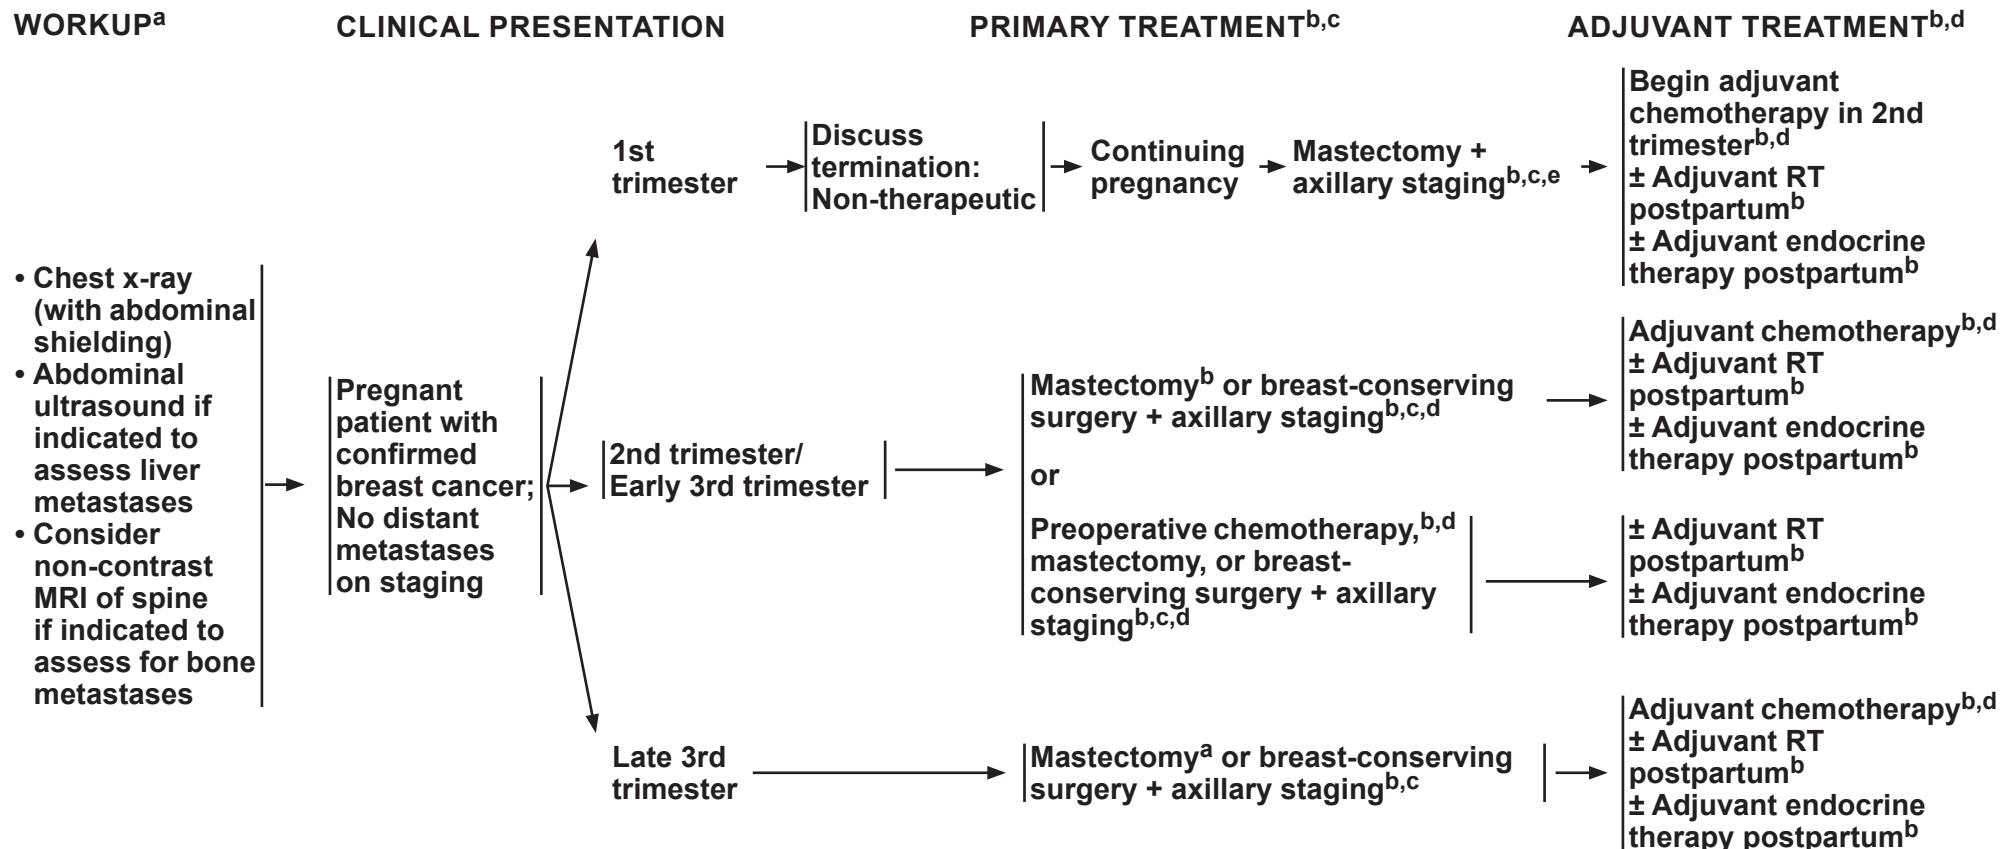 WORKUPa
CLINICAL PRESENTATION
PRIMARY TREATMENTb,c
ADJUVANT TREATMENTb,d
• Chest x-ray
(with abdominal
shielding)
• Abdominal
ultrasound if
indicated to
assess liver
metastases
• Consider
non-contrast
MRI of spine
if indicated to
assess for bone
metastases
Pregnant
patient with
confirmed
breast cancer;
No distant
metastases
on staging
1st
trimester
Discuss
termination:
Non-therapeutic
Continuing
pregnancy
Mastectomy +
axillary stagingb,c,e
Begin adjuvant
chemotherapy in 2nd
trimesterb,d
± Adjuvant RT
postpartumb
± Adjuvant endocrine
therapy postpartumb
2nd trimester/
Early 3rd trimester
Mastectomyb or breast-conserving
surgery + axillary stagingb,c,d
or
Preoperative chemotherapy,b,d
mastectomy, or breast-
conserving surgery + axillary
stagingb,c,d
Adjuvant chemotherapyb,d
± Adjuvant RT
postpartumb
± Adjuvant endocrine
therapy postpartumb
± Adjuvant RT
postpartumb
± Adjuvant endocrine
therapy postpartumb
Late 3rd
trimester
Mastectomya or breast-conserving
surgery + axillary stagingb,c
Adjuvant chemotherapyb,d
± Adjuvant RT
postpartumb
± Adjuvant endocrine
therapy postpartumb